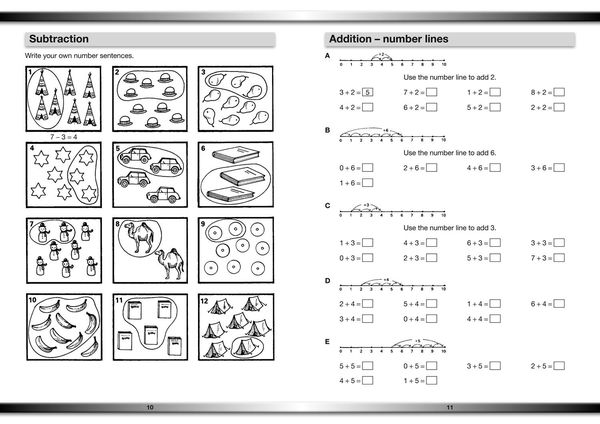 Subtraction
Write your own number sentences.
1
2
3
7 – 3 = 4
4
5
6
7
8
9
10
11
12
10
Addition – number lines
A
+2
0 1 2 3 4 5 6 7 8 9 10
Use the number line to add 2.
3 + 2 = 5 7 + 2 = 1 + 2 = 8 + 2 =
4 + 2 = 6 + 2 = 5 + 2 = 2 + 2 =
B
+6
0 1 2 3 4 5 6 7 8 9 10
Use the number line to add 6.
0 + 6 = 2 + 6 = 4 + 6 = 3 + 6 =
1 + 6 =
C
+3
0 1 2 3 4 5 6 7 8 9 10
Use the number line to add 3.
1 + 3 = 4 + 3 = 6 + 3 = 3 + 3 =
0 + 3 = 2 + 3 = 5 + 3 = 7 + 3 =
D
+4
0 1 2 3 4 5 6 7 8 9 10
2 + 4 = 5 + 4 = 1 + 4 = 6 + 4 =
3 + 4 = 0 + 4 = 4 + 4 =
E
+5
0 1 2 3 4 5 6 7 8 9 10
5 + 5 = 0 + 5 = 3 + 5 = 2 + 5 =
4 + 5 = 1 + 5 =
11